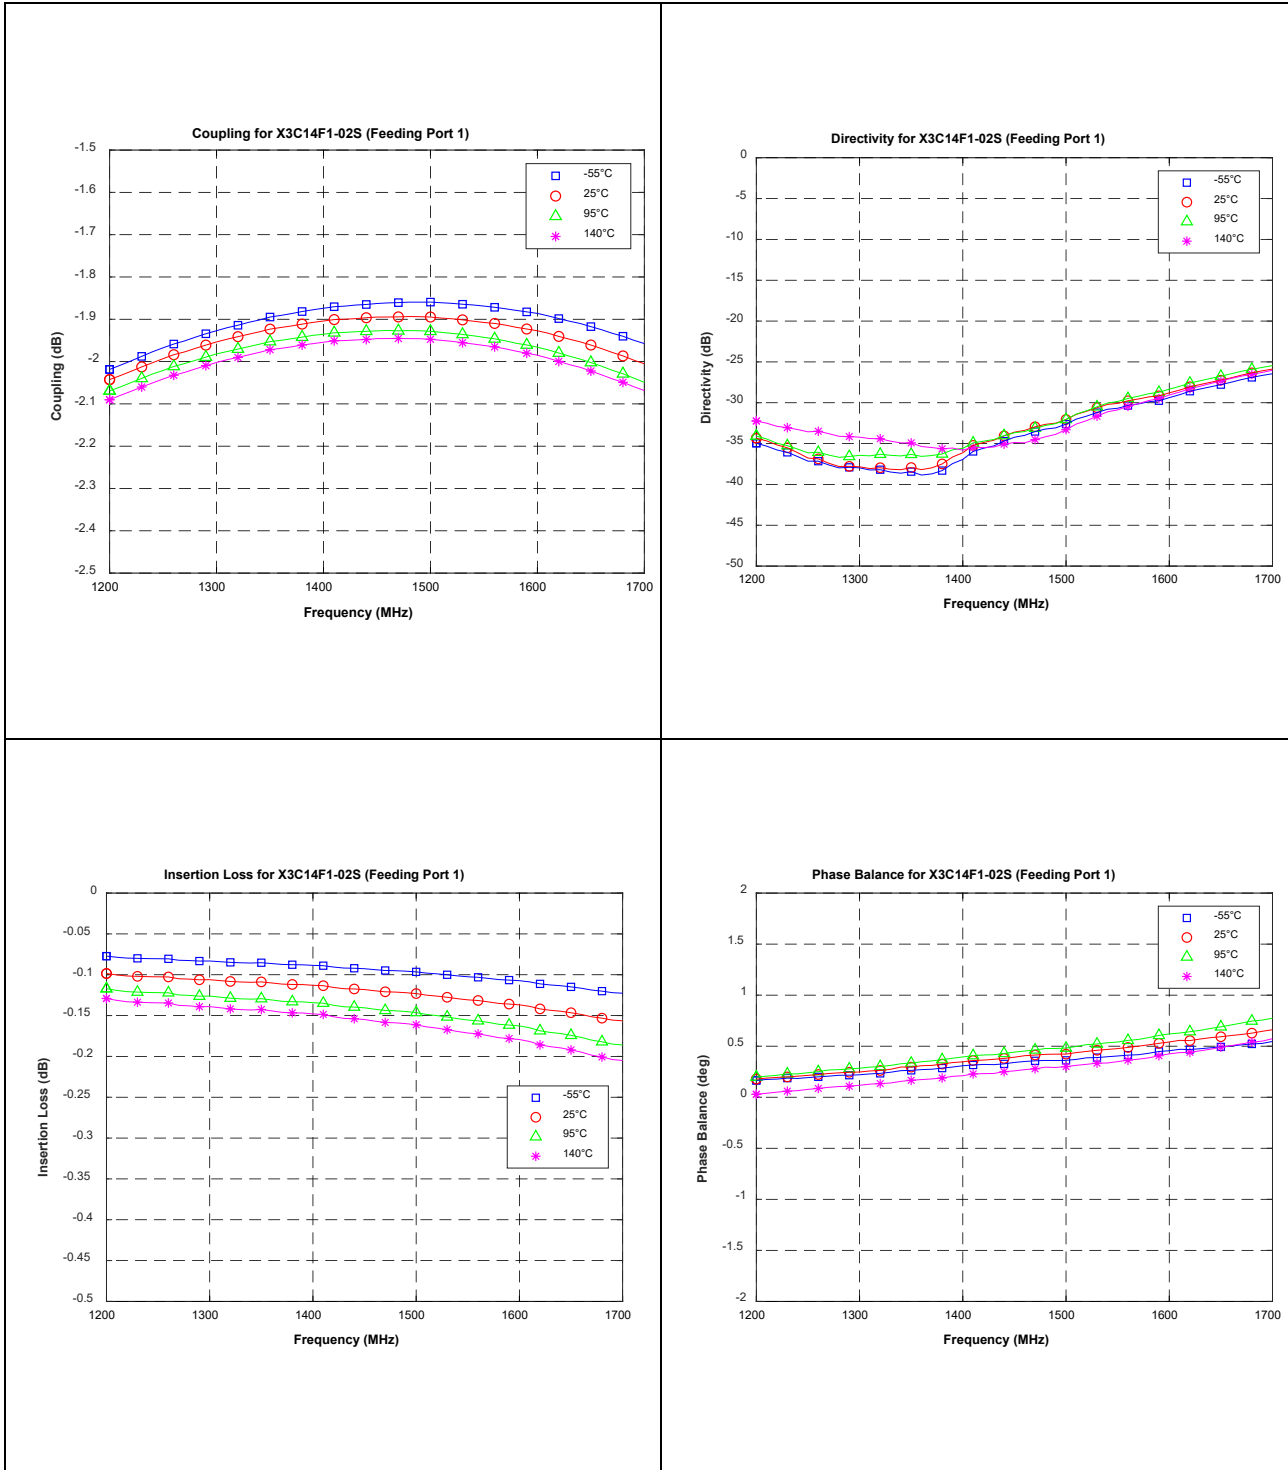 Coupling for X3C14F1-02S (Feeding Port 1)
-1.5
-1.6
-1.7
-1.8
-1.9
-2
-2.1
-2.2
-2.3
-2.4
-2.5
Coupling (dB)
-55°C
25°C
95°C
140°C
1200 1300 1400 1500 1600 1700
Frequency (MHz)
Directivity for X3C14F1-02S (Feeding Port 1)
0
-5
-10
-15
-20
-25
-30
-35
-40
-45
-50
Directivity (dB)
-55°C
25°C
95°C
140°C
1200 1300 1400 1500 1600 1700
Frequency (MHz)
Insertion Loss for X3C14F1-02S (Feeding Port 1)
0
-0.05
-0.1
-0.15
-0.2
-0.25
-0.3
-0.35
-0.4
-0.45
-0.5
Insertion Loss (dB)
-55°C
25°C
95°C
140°C
1200 1300 1400 1500 1600 1700
Frequency (MHz)
Phase Balance for X3C14F1-02S (Feeding Port 1)
2
1.5
1
0.5
0
-0.5
-1
-1.5
-2
Phase Balance (deg)
-55°C
25°C
95°C
140°C
1200 1300 1400 1500 1600 1700
Frequency (MHz)